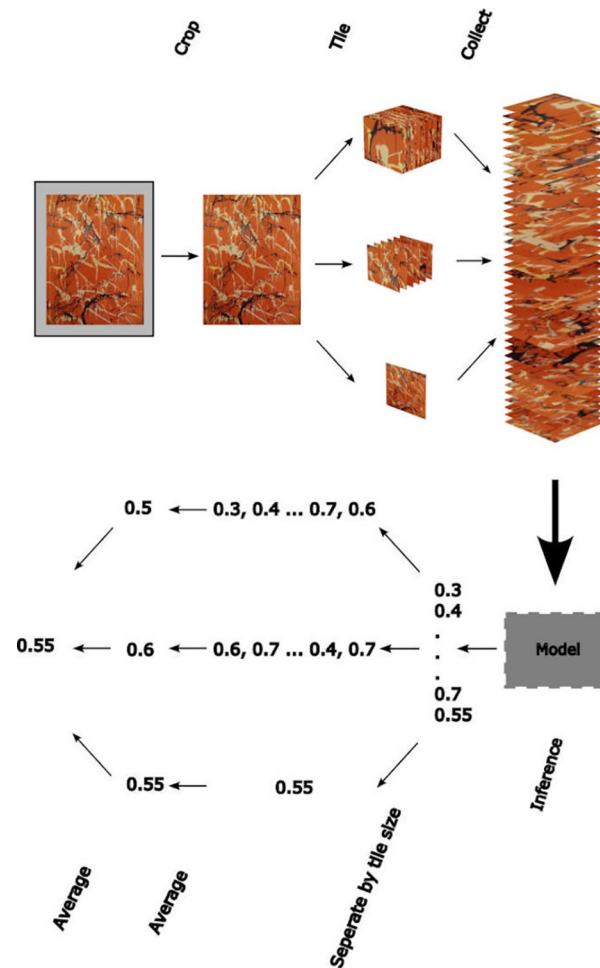 Crop
Tile
Collect
0.5
0.3, 0.4 ... 0.7, 0.6
0.3
0.4
.
.
.
0.7
0.55
0.55
0.6
0.6, 0.7 ... 0.4, 0.7
Model
0.55
0.55
Average
Average
Seperate by tile size
Inference